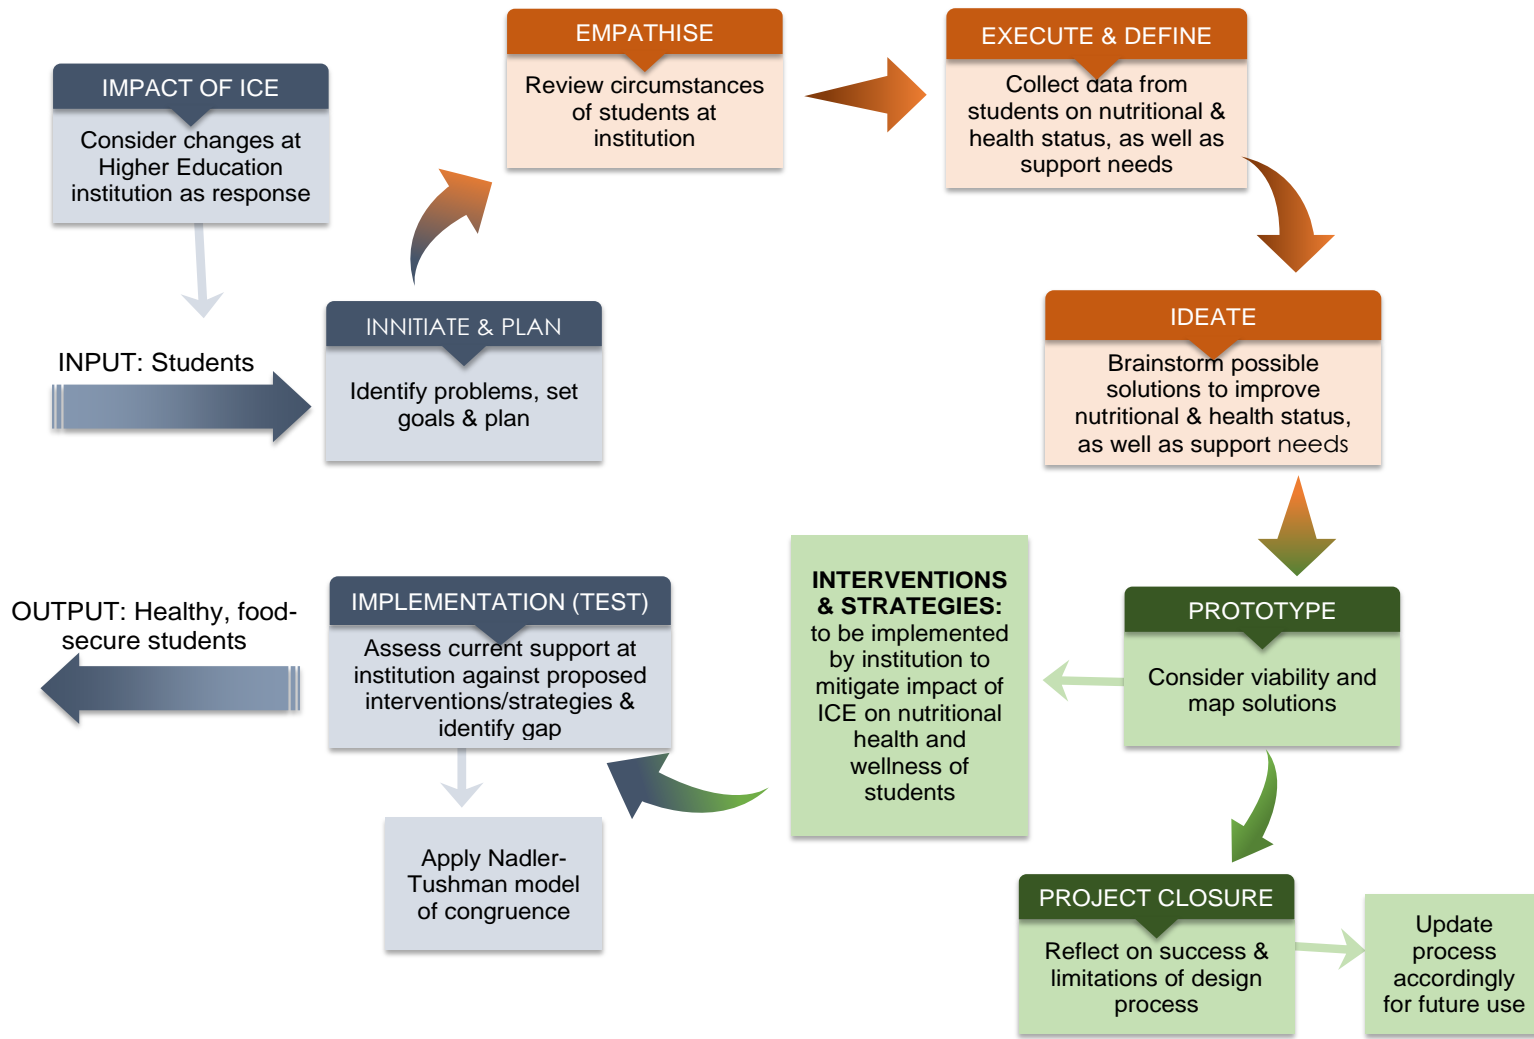 IMPACT OF ICE
Consider changes at
Higher Education
institution as response
EMPATHISE
Review circumstances
of students at
institution
EXECUTE & DEFINE
Collect data from
students on nutritional &
health status, as well as
support needs
INPUT: Students
INNITIATE & PLAN
Identify problems, set
goals & plan
IDEATE
Brainstorm possible
solutions to improve
nutritional & health status,
as well as support needs
PROTOTYPE
Consider viability and
map solutions
INTERVENTIONS
& STRATEGIES:
to be implemented
by institution to
mitigate impact of
ICE on nutritional
health and
wellness of
students
IMPLEMENTATION (TEST)
Assess current support at
institution against proposed
interventions/strategies &
identify gap
OUTPUT: Healthy, food-
secure students
Apply Nadler-
Tushman model
of congruence
PROJECT CLOSURE
Reflect on success &
limitations of design
process
Update
process
accordingly
for future use